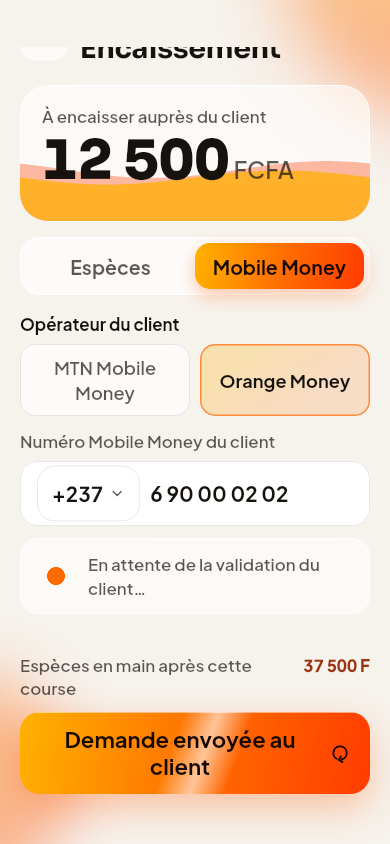 Encaissement
À encaisser auprès du client
12 500 FCFA
Espèces
Mobile Money
Opérateur du client
MTN Mobile
Money
Orange Money
Numéro Mobile Money du client
+237
6 90 00 02 02
En attente de la validation du
client…
Espèces en main après cette
course
37 500 F
Demande envoyée au
client